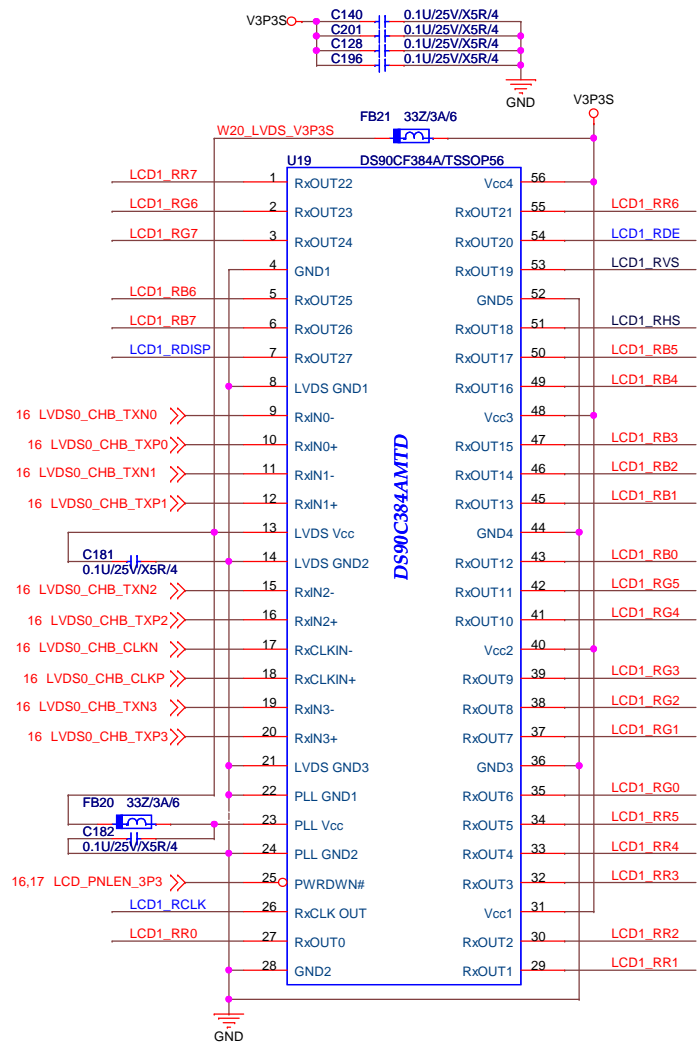 V3P3S
C140 0.1U/25V/X5R/4
C201 0.1U/25V/X5R/4
C128 0.1U/25V/X5R/4
C196 0.1U/25V/X5R/4
GND
V3P3S
FB21 33Z/3A/6
W20_LVDS_V3P3S
U19 DS90CF384A/TSSOP56
LCD1_RR7 1 RxOUT22 Vcc4 56
LCD1_RG6 2 RxOUT23 RxOUT21 55 LCD1_RR6
LCD1_RG7 3 RxOUT24 RxOUT20 54 LCD1_RDE
4 GND1 RxOUT19 53 LCD1_RVS
LCD1_RB6 5 RxOUT25 GND5 52
LCD1_RB7 6 RxOUT26 RxOUT18 51 LCD1_RHS
LCD1_RDISP 7 RxOUT27 RxOUT17 50 LCD1_RB5
8 LVDS GND1 RxOUT16 49 LCD1_RB4
16 LVDS0_CHB_TXN0 9 RxIN0- Vcc3 48
16 LVDS0_CHB_TXP0 10 RxIN0+ RxOUT15 47 LCD1_RB3
16 LVDS0_CHB_TXN1 11 RxIN1- RxOUT14 46 LCD1_RB2
16 LVDS0_CHB_TXP1 12 RxIN1+ RxOUT13 45 LCD1_RB1
DS90C384AMTD
13 LVDS Vcc GND4 44
C181
0.1U/25V/X5R/4
14 LVDS GND2 RxOUT12 43 LCD1_RB0
16 LVDS0_CHB_TXN2 15 RxIN2- RxOUT11 42 LCD1_RG5
16 LVDS0_CHB_TXP2 16 RxIN2+ RxOUT10 41 LCD1_RG4
16 LVDS0_CHB_CLKN 17 RxCLKIN- Vcc2 40
16 LVDS0_CHB_CLKP 18 RxCLKIN+ RxOUT9 39 LCD1_RG3
16 LVDS0_CHB_TXN3 19 RxIN3- RxOUT8 38 LCD1_RG2
16 LVDS0_CHB_TXP3 20 RxIN3+ RxOUT7 37 LCD1_RG1
21 LVDS GND3 GND3 36
22 PLL GND1 RxOUT6 35 LCD1_RG0
FB20 33Z/3A/6
23 PLL Vcc RxOUT5 34 LCD1_RR5
C182
0.1U/25V/X5R/4
24 PLL GND2 RxOUT4 33 LCD1_RR4
16,17 LCD_PNLEN_3P3 25 PWRDWN# RxOUT3 32 LCD1_RR3
LCD1_RCLK 26 RxCLK OUT Vcc1 31
LCD1_RR0 27 RxOUT0 RxOUT2 30 LCD1_RR2
28 GND2 RxOUT1 29 LCD1_RR1
GND